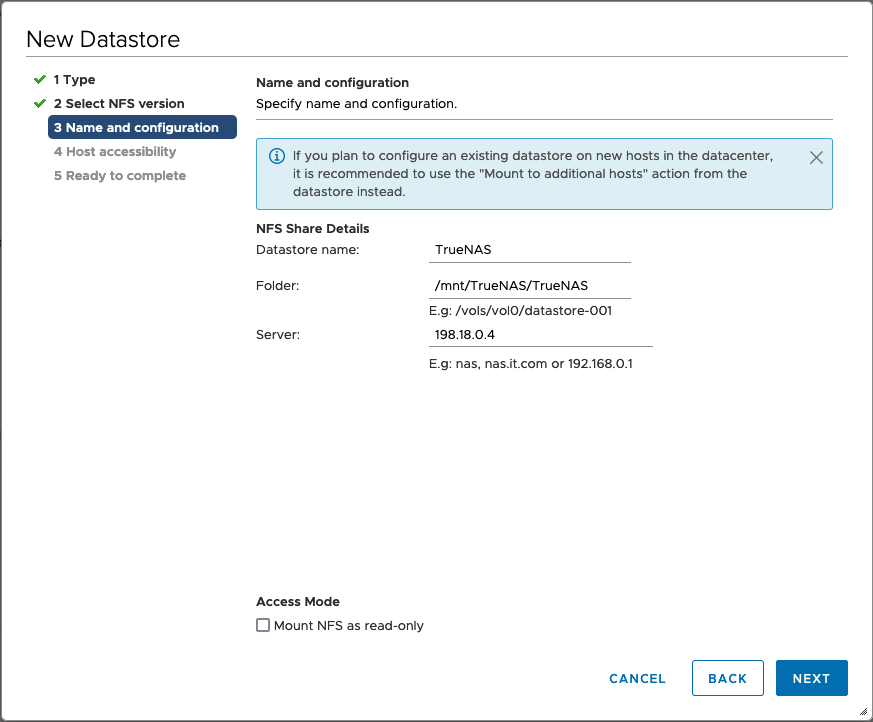 New Datastore
1 Type
2 Select NFS version
3 Name and configuration
4 Host accessibility
5 Ready to complete
Name and configuration
Specify name and configuration.
If you plan to configure an existing datastore on new hosts in the datacenter,
it is recommended to use the "Mount to additional hosts" action from the
datastore instead.
NFS Share Details
Datastore name: TrueNAS
Folder: /mnt/TrueNAS/TrueNAS
E.g: /vols/vol0/datastore-001
Server: 198.18.0.4
E.g: nas, nas.it.com or 192.168.0.1
Access Mode
Mount NFS as read-only
CANCEL BACK NEXT